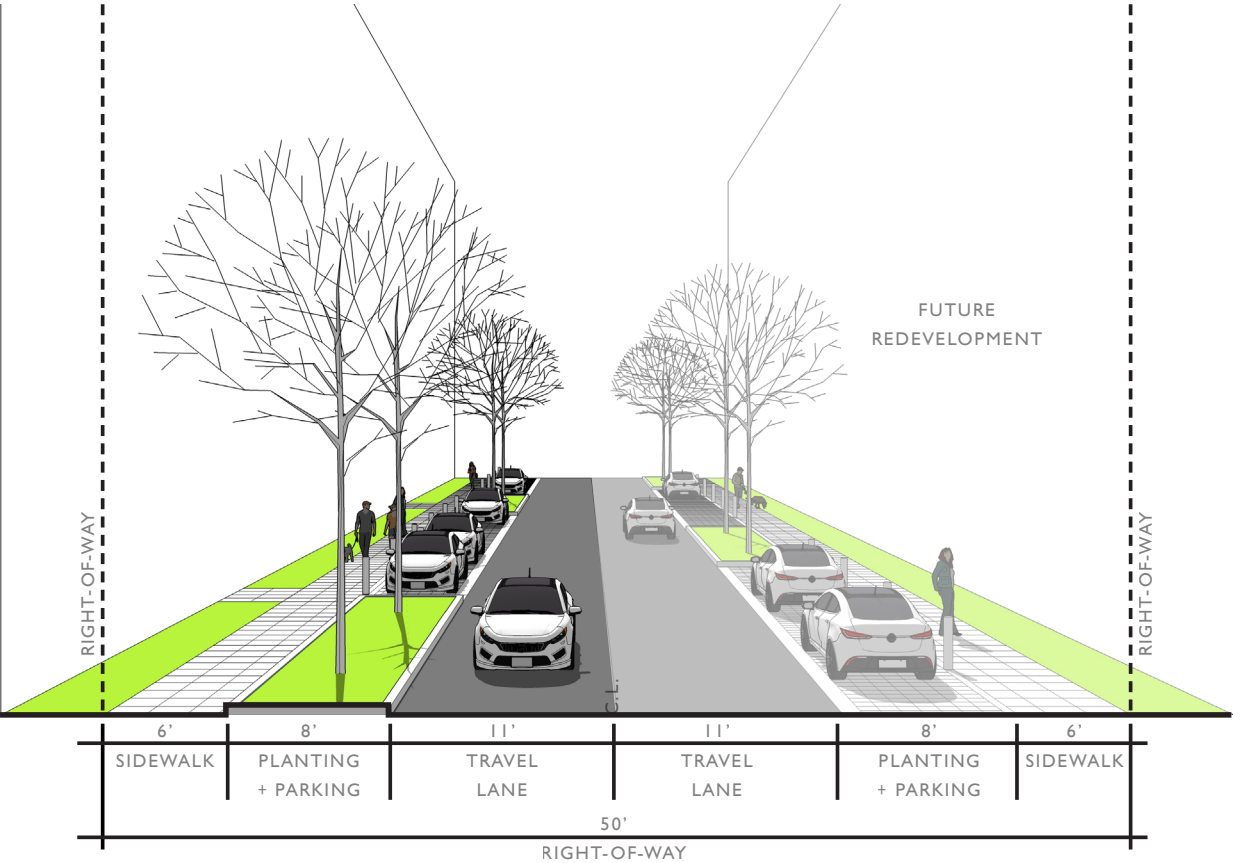 FUTURE
REDEVELOPMENT
RIGHT-OF-WAY
RIGHT-OF-WAY
C.L.
6'
8'
11'
11'
8'
6'
SIDEWALK
PLANTING
+ PARKING
TRAVEL
LANE
TRAVEL
LANE
PLANTING
+ PARKING
SIDEWALK
50'
RIGHT-OF-WAY